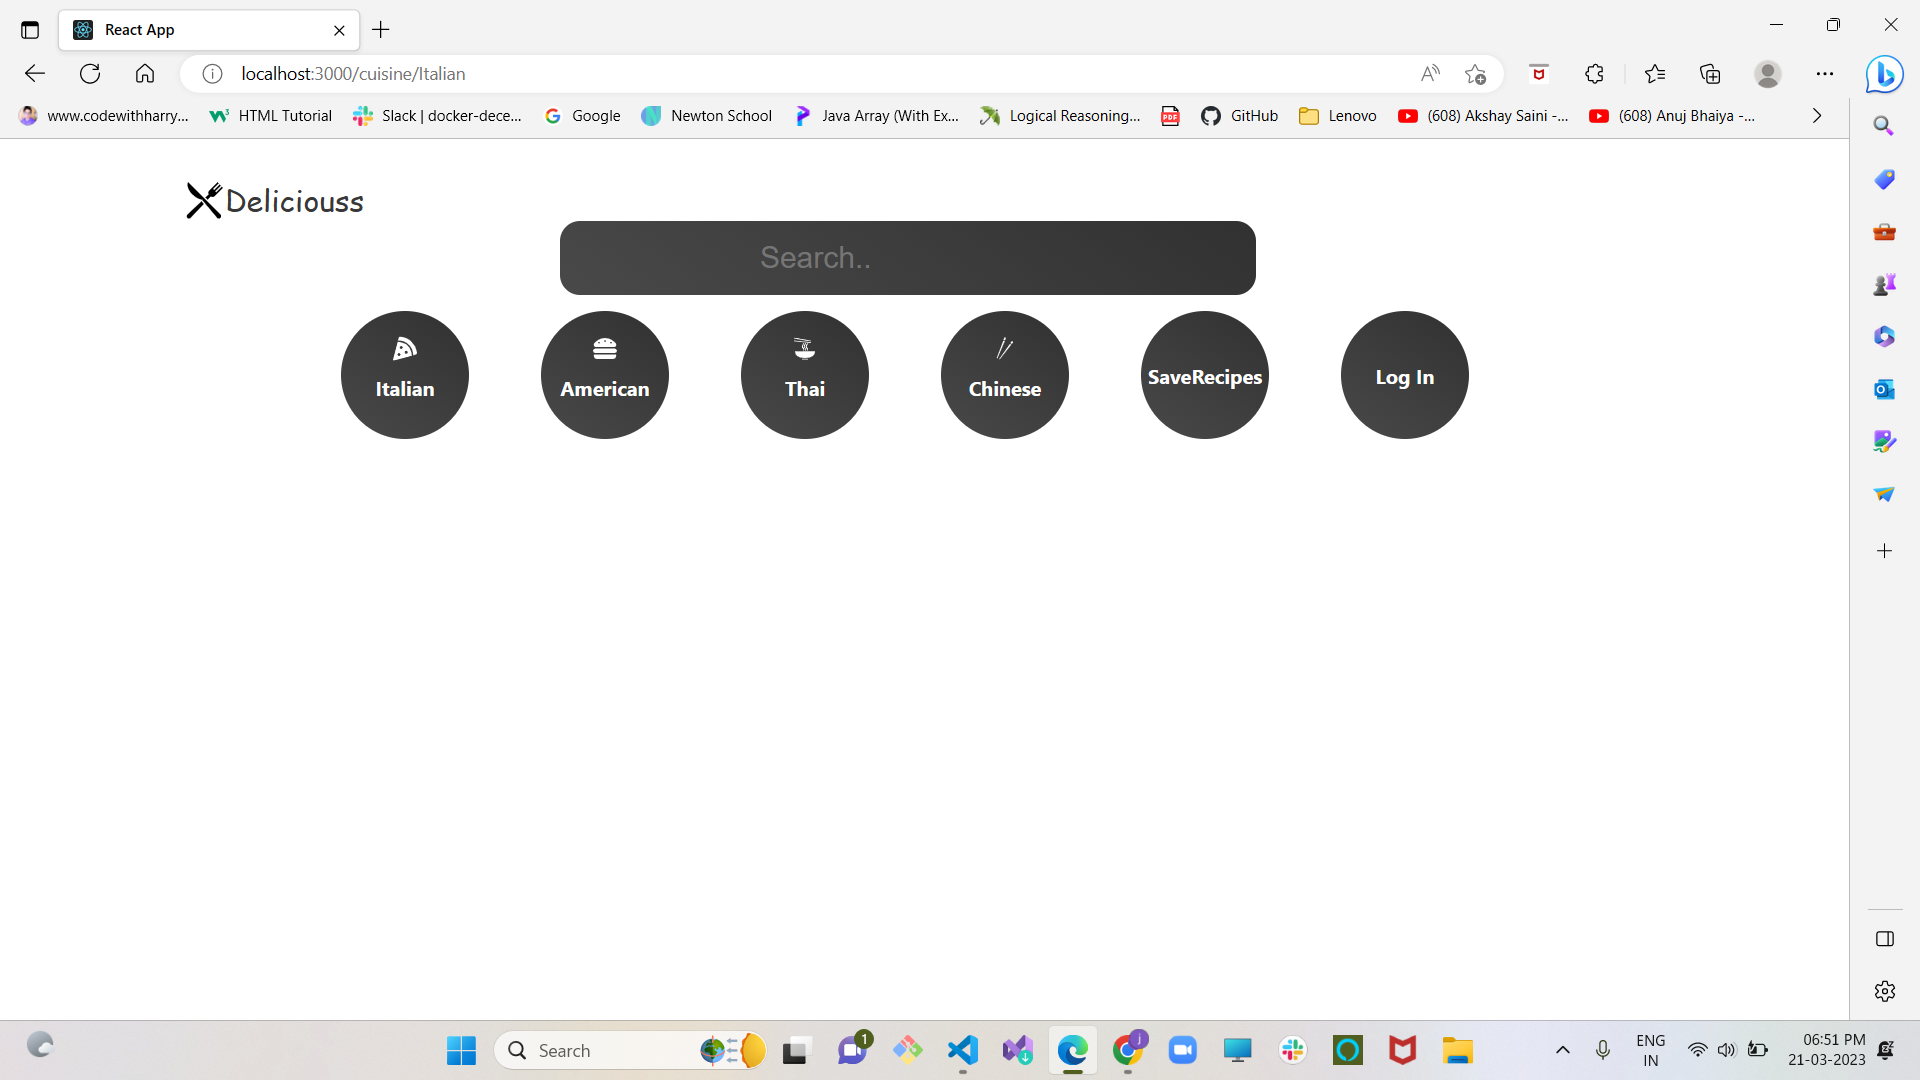 React App
localhost:3000/cuisine/Italian
www.codewithharry...
HTML Tutorial
Slack | docker-dece...
Google
Newton School
Java Array (With Ex...
Logical Reasoning...
PDF
GitHub
Lenovo
(608) Akshay Saini -...
(608) Anuj Bhaiya -...
Deliciouss
Search..
Italian
American
Thai
Chinese
SaveRecipes
Log In
Search
1
j
ENG
IN
06:51 PM
21-03-2023